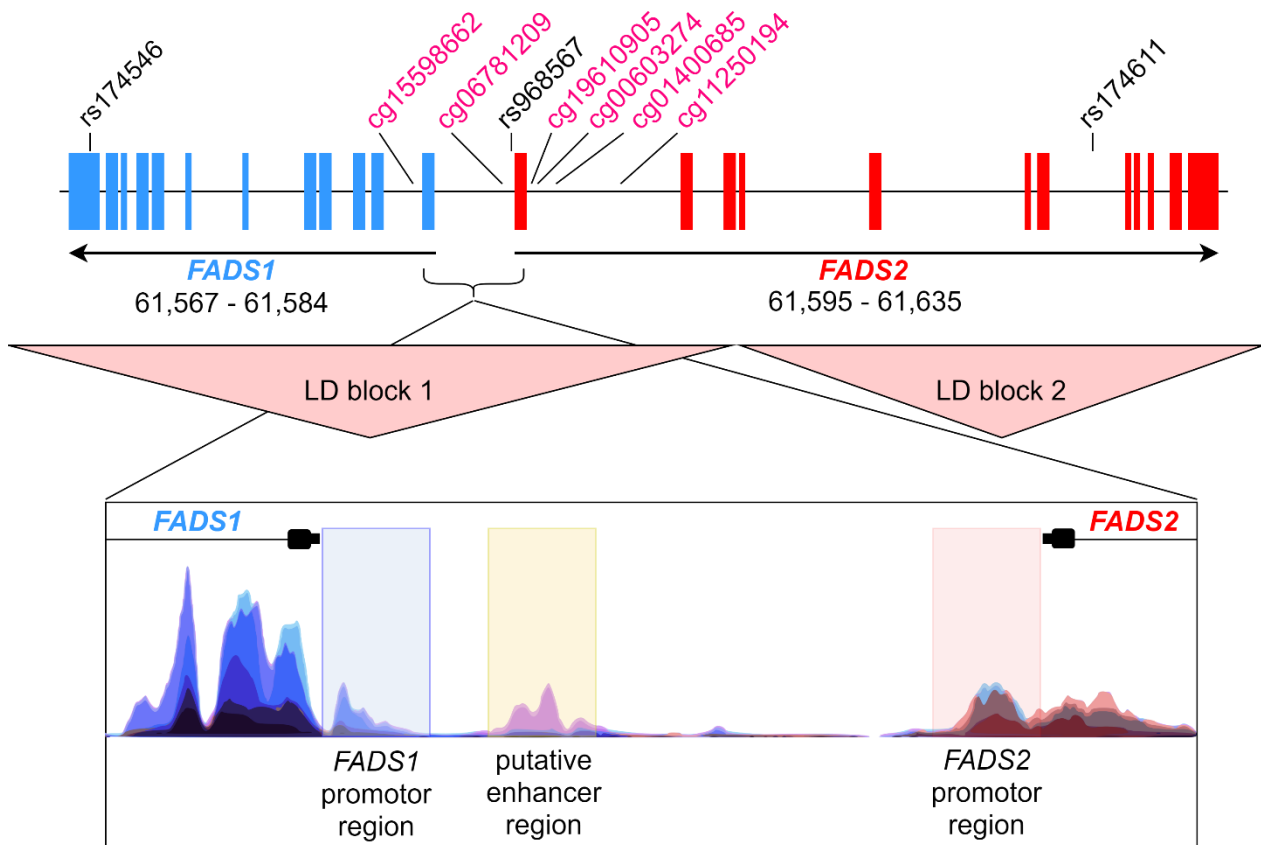 rs174546
cg15598662
cg06781209
rs968567
cg19610905
cg00603274
cg01400685
cg11250194
rs174611
FADS1
61,567 - 61,584
FADS2
61,595 - 61,635
LD block 1
LD block 2
FADS1
FADS2
FADS1
promotor
region
putative
enhancer
region
FADS2
promotor
region